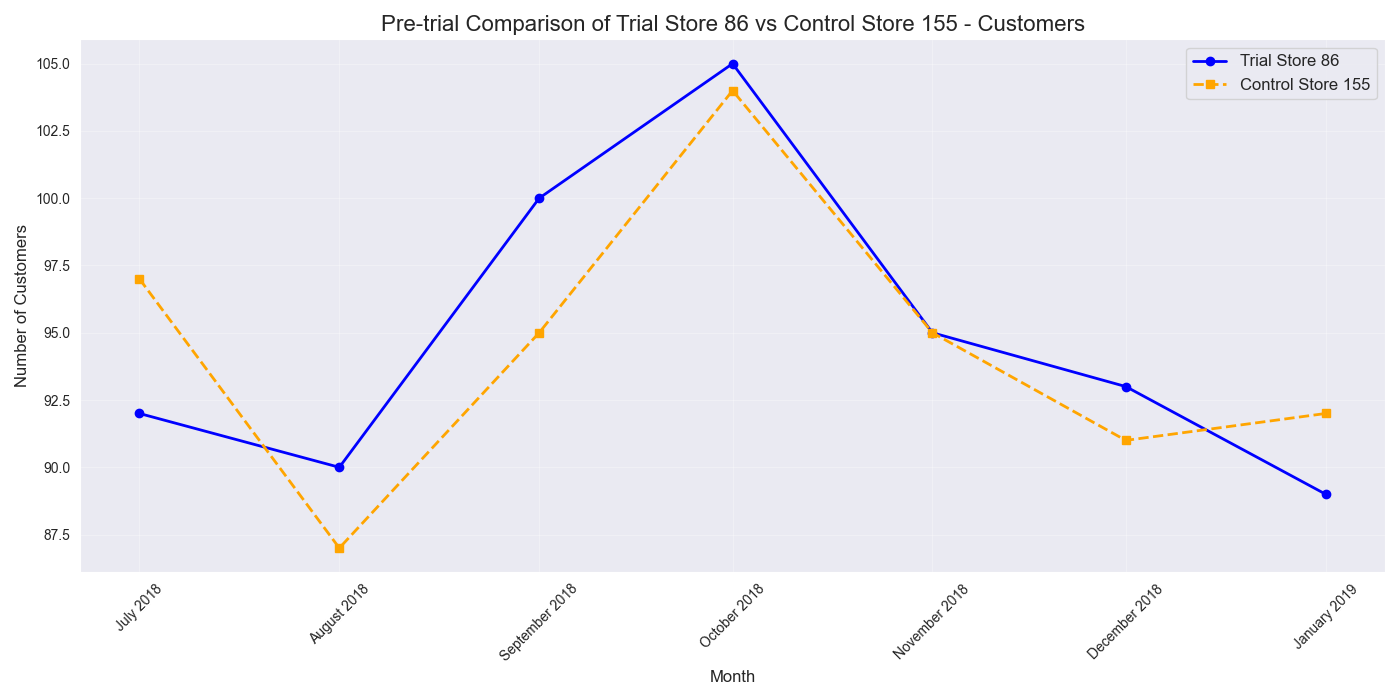 Pre-trial Comparison of Trial Store 86 vs Control Store 155 - Customers
Trial Store 86
Control Store 155
Number of Customers
105.0
102.5
100.0
97.5
95.0
92.5
90.0
87.5
July 2018
August 2018
September 2018
October 2018
November 2018
December 2018
January 2019
Month